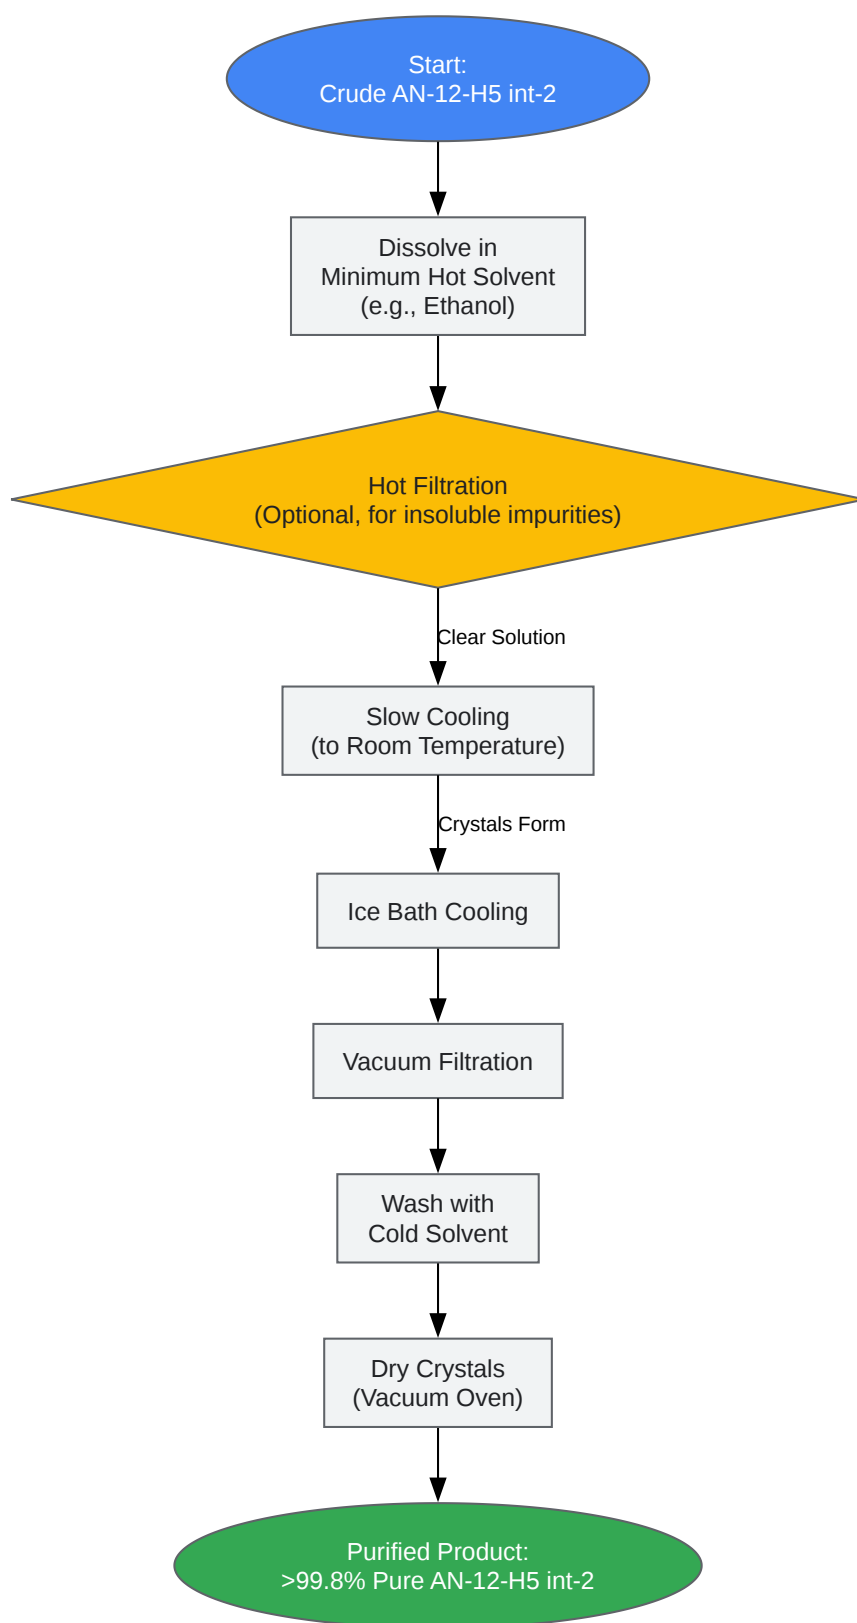 Start:
Crude AN-12-H5 int-2
Dissolve in
Minimum Hot Solvent
(e.g., Ethanol)
Hot Filtration
(Optional, for insoluble impurities)
Clear Solution
Slow Cooling
(to Room Temperature)
Crystals Form
Ice Bath Cooling
Vacuum Filtration
Wash with
Cold Solvent
Dry Crystals
(Vacuum Oven)
Purified Product:
>99.8% Pure AN-12-H5 int-2